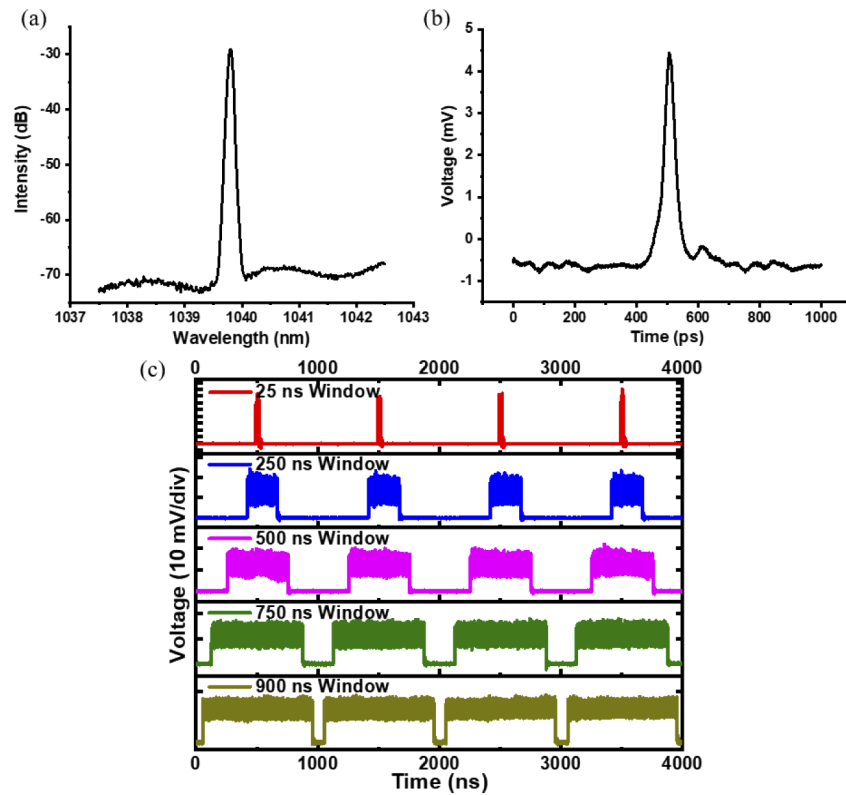 (a)
-30
-40
-50
-60
-70
Intensity (dB)
1037 1038 1039 1040 1041 1042 1043
Wavelength (nm)
(b)
5
4
3
2
1
0
-1
Voltage (mV)
0 200 400 600 800 1000
Time (ps)
(c)
0 1000 2000 3000 4000
25 ns Window
250 ns Window
500 ns Window
750 ns Window
900 ns Window
Voltage (10 mV/div)
0 1000 2000 3000 4000
Time (ns)